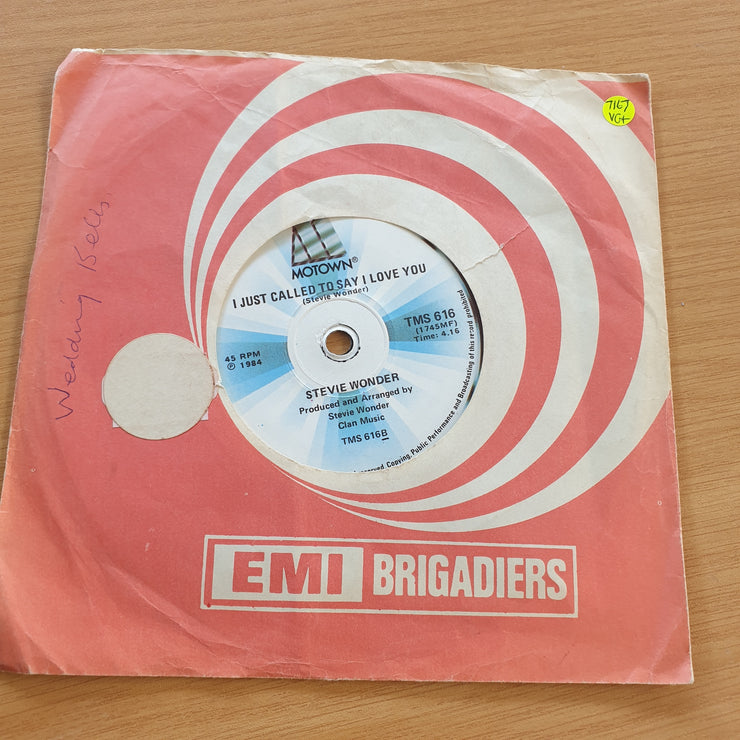 TIGJ
VG+
Wedding Bells.
MOTOWN®
I JUST CALLED TO SAY I LOVE YOU
(Stevie Wonder)
TMS 616
(1745MF)
Time: 4.16
45 RPM
℗ 1984
STEVIE WONDER
Produced and Arranged by
Stevie Wonder
Clan Music
TMS 616B
Copying, Public Performance and Broadcasting of this record prohibited
EMI BRIGADIERS